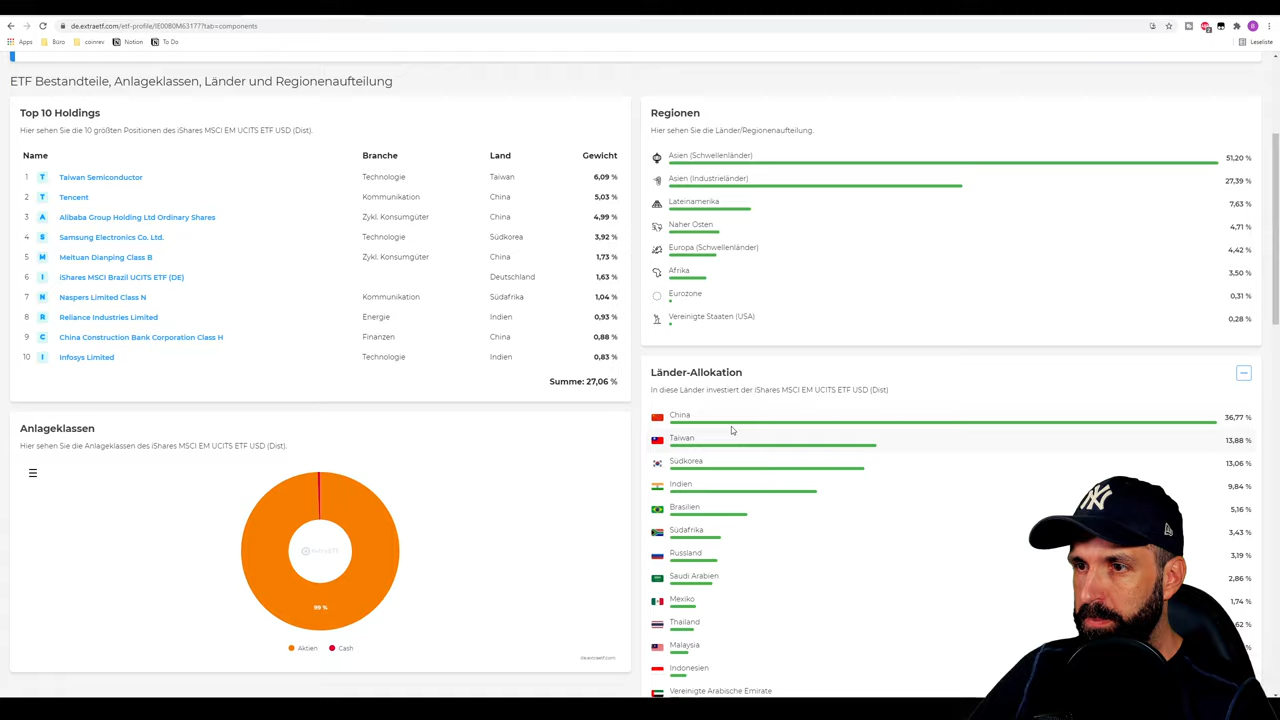 de.extraetf.com/etf-profile/IE00B0M63177?tab=components
Apps
Büro
coinrev
Notion
To Do
Leseliste
ETF Bestandteile, Anlageklassen, Länder und Regionenaufteilung
Top 10 Holdings
Hier sehen Sie die 10 größten Positionen des iShares MSCI EM UCITS ETF USD (Dist).
Name Branche Land Gewicht
1 T Taiwan Semiconductor Technologie Taiwan 6,09 %
2 T Tencent Kommunikation China 5,03 %
3 A Alibaba Group Holding Ltd Ordinary Shares Zykl. Konsumgüter China 4,99 %
4 S Samsung Electronics Co. Ltd. Technologie Südkorea 3,92 %
5 M Meituan Dianping Class B Zykl. Konsumgüter China 1,73 %
6 I iShares MSCI Brazil UCITS ETF (DE) Deutschland 1,63 %
7 N Naspers Limited Class N Kommunikation Südafrika 1,04 %
8 R Reliance Industries Limited Energie Indien 0,93 %
9 C China Construction Bank Corporation Class H Finanzen China 0,88 %
10 I Infosys Limited Technologie Indien 0,83 %
Summe: 27,06 %
Anlageklassen
Hier sehen Sie die Anlageklassen des iShares MSCI EM UCITS ETF USD (Dist).
extraETF
99 %
Aktien Cash
de.extraetf.com
Regionen
Hier sehen Sie die Länder/Regionenaufteilung.
Asien (Schwellenländer) 51,20 %
Asien (Industrieländer) 27,39 %
Lateinamerika 7,63 %
Naher Osten 4,71 %
Europa (Schwellenländer) 4,42 %
Afrika 3,50 %
Eurozone 0,31 %
Vereinigte Staaten (USA) 0,28 %
Länder-Allokation
In diese Länder investiert der iShares MSCI EM UCITS ETF USD (Dist)
China 36,77 %
Taiwan 13,88 %
Südkorea 13,06 %
Indien 9,84 %
Brasilien 5,16 %
Südafrika 3,43 %
Russland 3,19 %
Saudi Arabien 2,86 %
Mexiko 1,74 %
Thailand
Malaysia
Indonesien
Vereinigte Arabische Emirate